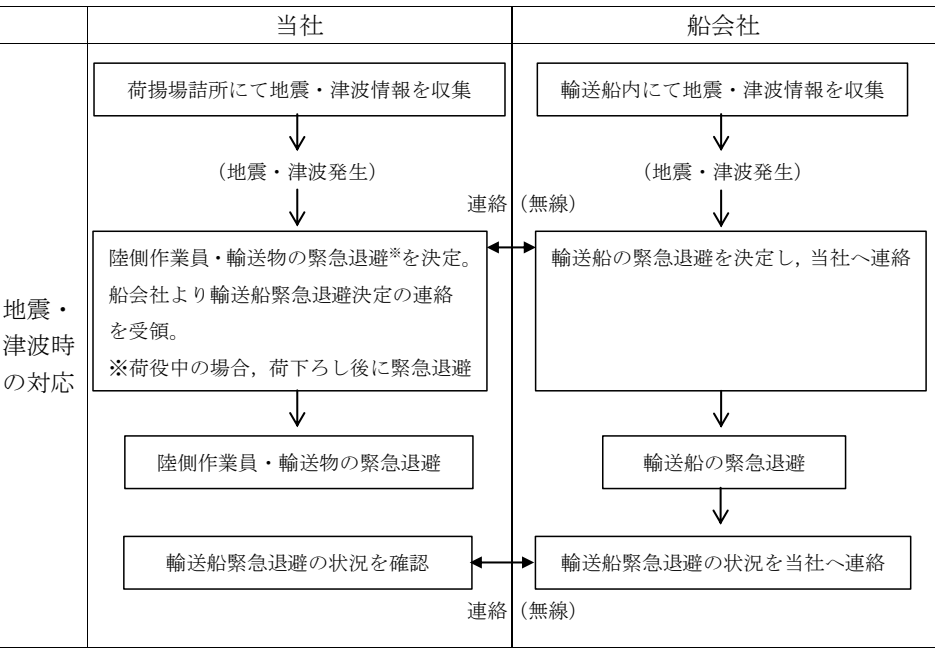 当社
船会社
地震・
津波時
の対応
荷揚場詰所にて地震・津波情報を収集
輸送船内にて地震・津波情報を収集
（地震・津波発生）
（地震・津波発生）
連絡（無線）
陸側作業員・輸送物の緊急退避※を決定。
船会社より輸送船緊急退避決定の連絡
を受領。
※荷役中の場合，荷下ろし後に緊急退避
輸送船の緊急退避を決定し，当社へ連絡
陸側作業員・輸送物の緊急退避
輸送船の緊急退避
輸送船緊急退避の状況を確認
輸送船緊急退避の状況を当社へ連絡
連絡（無線）